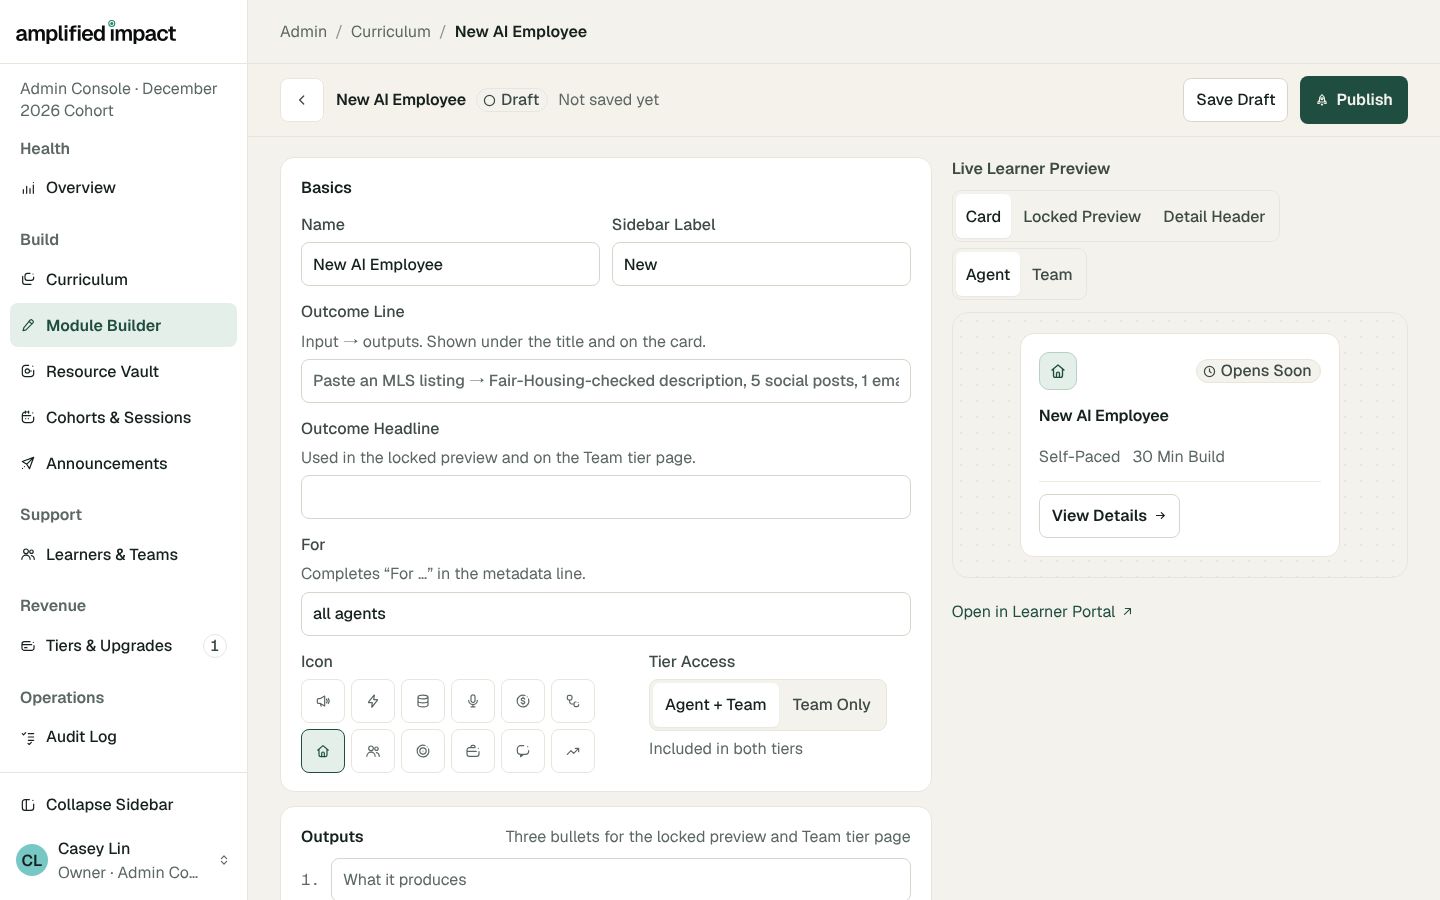 amplified impact
Admin / Curriculum / New AI Employee
Admin Console · December
2026 Cohort
Health
Overview
Build
Curriculum
Module Builder
Resource Vault
Cohorts & Sessions
Announcements
Support
Learners & Teams
Revenue
Tiers & Upgrades 1
Operations
Audit Log
Collapse Sidebar
CL
Casey Lin
Owner · Admin Co...
New AI Employee Draft Not saved yet
Save Draft Publish
Basics
Name Sidebar Label
New AI Employee New
Outcome Line
Input → outputs. Shown under the title and on the card.
Paste an MLS listing → Fair-Housing-checked description, 5 social posts, 1 ema
Outcome Headline
Used in the locked preview and on the Team tier page.
For
Completes “For …” in the metadata line.
all agents
Icon Tier Access
Agent + Team Team Only
Included in both tiers
Outputs Three bullets for the locked preview and Team tier page
1. What it produces
Live Learner Preview
Card Locked Preview Detail Header
Agent Team
Opens Soon
New AI Employee
Self-Paced 30 Min Build
View Details →
Open in Learner Portal ↗